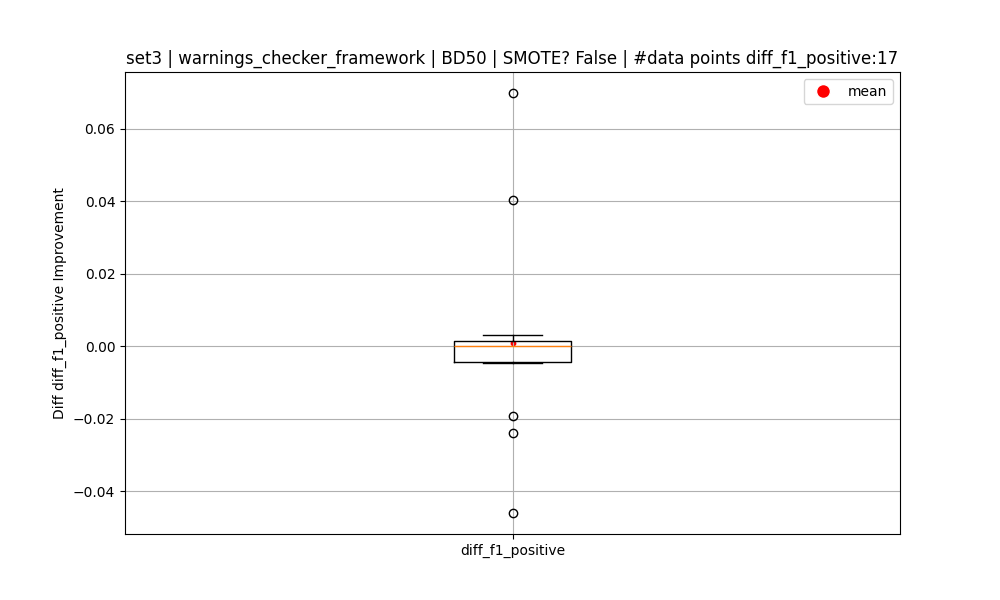 set3 | warnings_checker_framework | BD50 | SMOTE? False | #data points diff_f1_positive:17
mean
0.06
0.04
0.02
0.00
−0.02
−0.04
Diff diff_f1_positive Improvement
diff_f1_positive